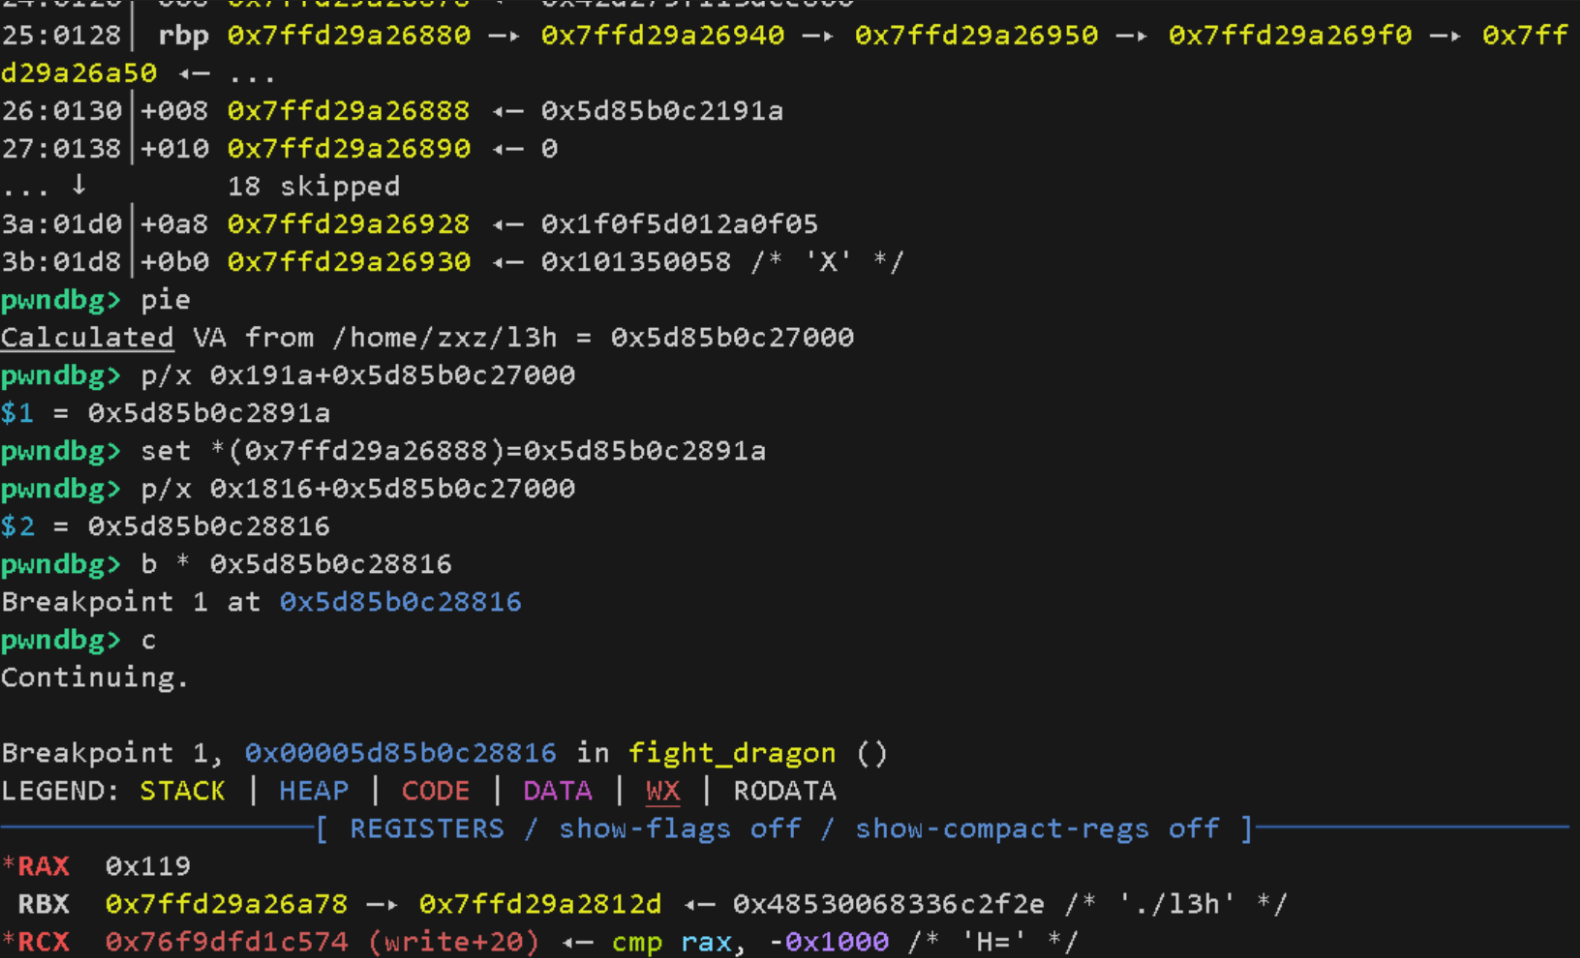 25:0128│ rbp 0x7ffd29a26880 —▸ 0x7ffd29a26940 —▸ 0x7ffd29a26950 —▸ 0x7ffd29a269f0 —▸ 0x7ff
d29a26a50 ◂— ...
26:0130│+008 0x7ffd29a26888 ◂— 0x5d85b0c2191a
27:0138│+010 0x7ffd29a26890 ◂— 0
... ↓ 18 skipped
3a:01d0│+0a8 0x7ffd29a26928 ◂— 0x1f0f5d012a0f05
3b:01d8│+0b0 0x7ffd29a26930 ◂— 0x101350058 /* 'X' */
pwndbg> pie
Calculated VA from /home/zxz/l3h = 0x5d85b0c27000
pwndbg> p/x 0x191a+0x5d85b0c27000
$1 = 0x5d85b0c2891a
pwndbg> set *(0x7ffd29a26888)=0x5d85b0c2891a
pwndbg> p/x 0x1816+0x5d85b0c27000
$2 = 0x5d85b0c28816
pwndbg> b * 0x5d85b0c28816
Breakpoint 1 at 0x5d85b0c28816
pwndbg> c
Continuing.
Breakpoint 1, 0x00005d85b0c28816 in fight_dragon ()
LEGEND: STACK | HEAP | CODE | DATA | WX | RODATA
[ REGISTERS / show-flags off / show-compact-regs off ]
*RAX 0x119
RBX 0x7ffd29a26a78 —▸ 0x7ffd29a2812d ◂— 0x48530068336c2f2e /* './l3h' */
*RCX 0x76f9dfd1c574 (write+20) ◂— cmp rax, -0x1000 /* 'H=' */